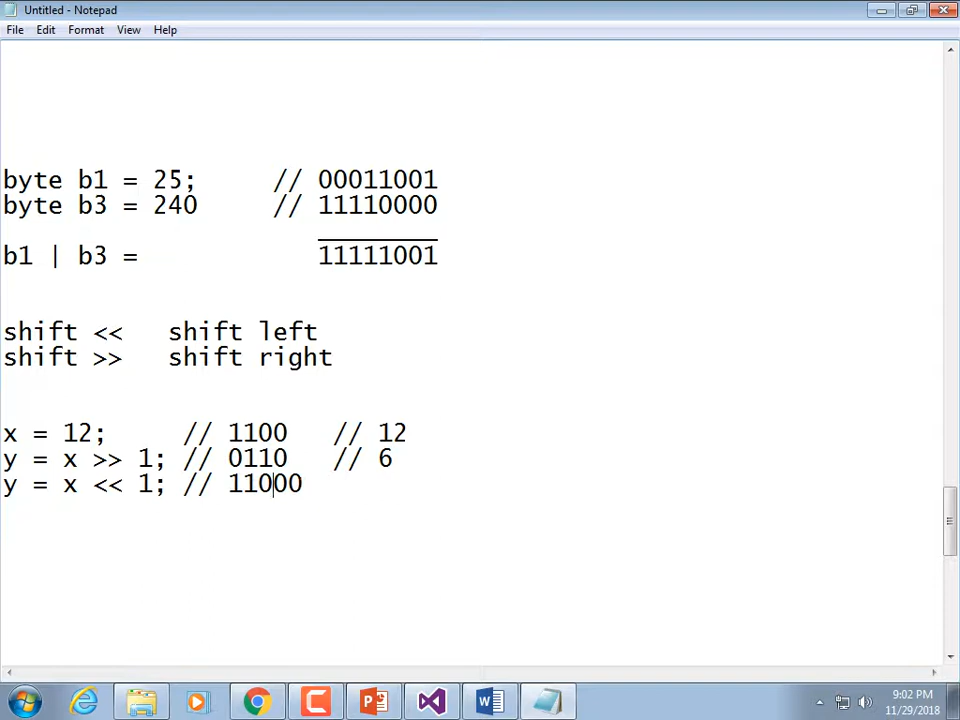 Untitled - Notepad
File Edit Format View Help
byte b1 = 25; // 00011001
byte b3 = 240 // 11110000
b1 | b3 = 11111001
shift << shift left
shift >> shift right
x = 12; // 1100 // 12
y = x >> 1; // 0110 // 6
y = x << 1; // 11000
9:02 PM
11/29/2018